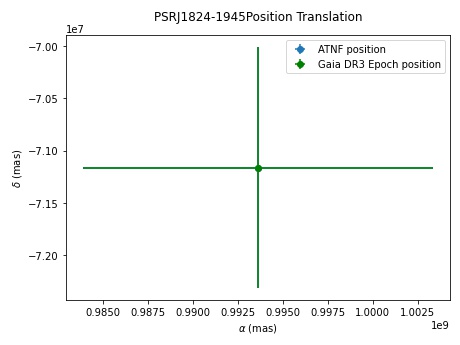 PSRJ1824-1945Position Translation
1e7
ATNF position
Gaia DR3 Epoch position
−7.00
−7.05
−7.10
−7.15
−7.20
δ (mas)
0.9850 0.9875 0.9900 0.9925 0.9950 0.9975 1.0000 1.0025
1e9
α (mas)